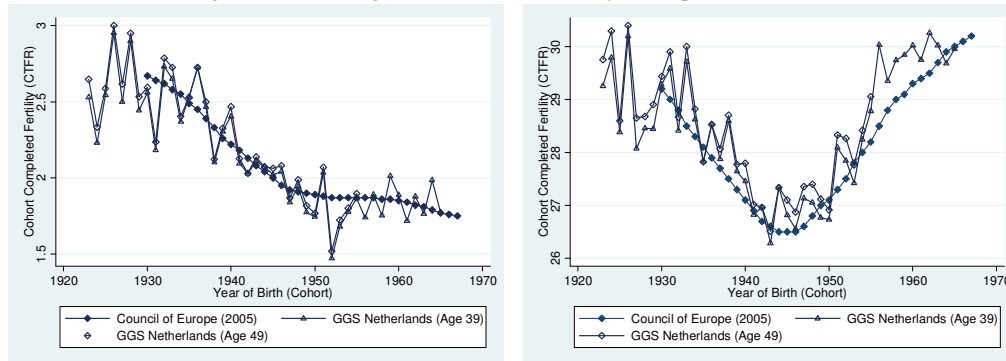 Cohort Completed Fertility (CTFR)
3
2.5
2
1.5
1920 1930 1940 1950 1960 1970
Year of Birth (Cohort)
Council of Europe (2005) GGS Netherlands (Age 39)
GGS Netherlands (Age 49)
Cohort Completed Fertility (CTFR)
30
29
28
27
26
1920 1930 1940 1950 1960 1970
Year of Birth (Cohort)
Council of Europe (2005) GGS Netherlands (Age 39)
GGS Netherlands (Age 49)